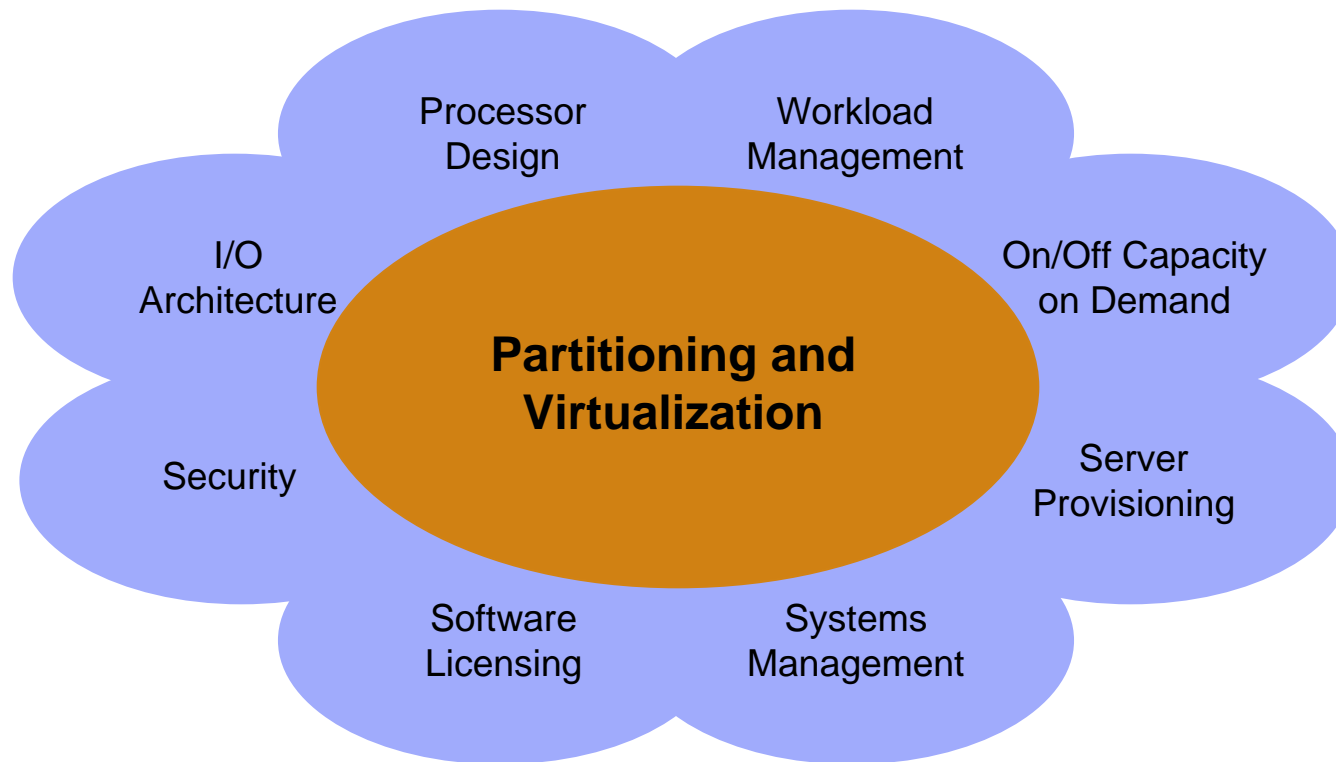 Processor
Design
Workload
Management
I/O
Architecture
On/Off Capacity
on Demand
Partitioning and
Virtualization
Security
Server
Provisioning
Software
Licensing
Systems
Management